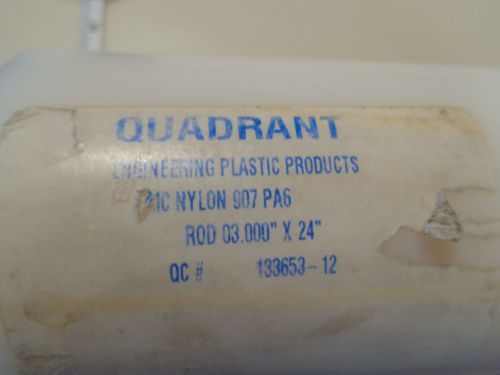 QUADRANT
ENGINEERING PLASTIC PRODUCTS
MC NYLON 907 PA6
ROD 03.000" X 24"
QC # 133653-12